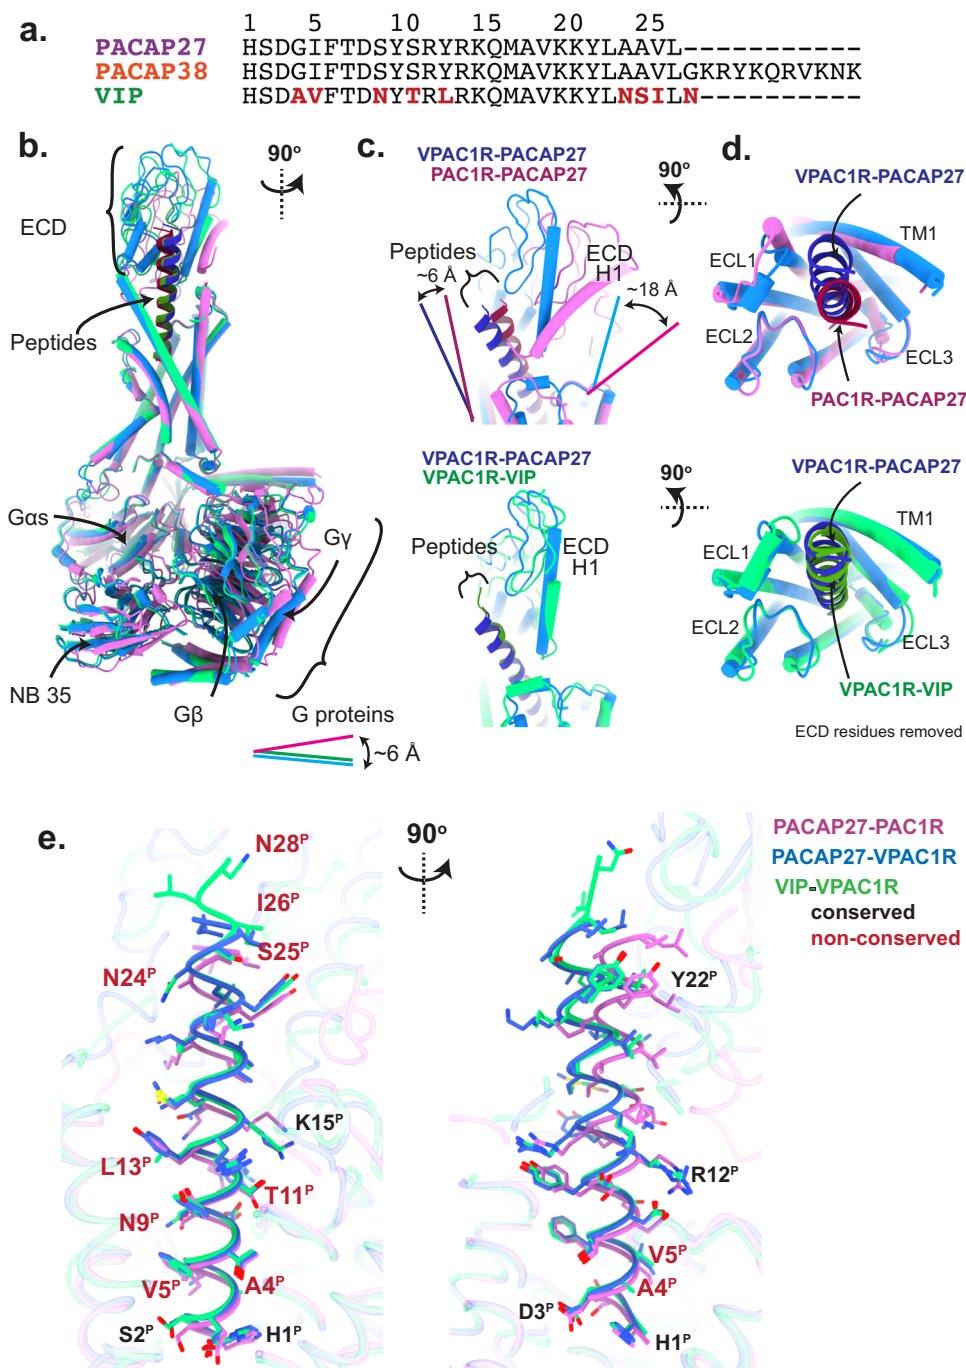 a.
1 5 10 15 20 25
PACAP27 HSDGIFTDSYSRYRKQMAVKKYLAAVL-----------
PACAP38 HSDGIFTDSYSRYRKQMAVKKYLAAVLGKRYKQRVKNK
VIP HSDAVFTDNYTRLRKQMAVKKYLNSILN----------
b.
90°
ECD
Peptides
Gαs
Gγ
NB 35
Gβ
G proteins
~6 Å
c.
VPAC1R-PACAP27
PAC1R-PACAP27
90°
Peptides
ECD
H1
~6 Å
~18 Å
VPAC1R-PACAP27
VPAC1R-VIP
90°
Peptides
ECD
H1
d.
VPAC1R-PACAP27
TM1
ECL1
ECL2
ECL3
PAC1R-PACAP27
VPAC1R-PACAP27
TM1
ECL1
ECL2
ECL3
VPAC1R-VIP
ECD residues removed
e.
90°
PACAP27-PAC1R
PACAP27-VPAC1R
VIP-VPAC1R
conserved
non-conserved
N28ᴾ
I26ᴾ
S25ᴾ
N24ᴾ
K15ᴾ
L13ᴾ
T11ᴾ
N9ᴾ
V5ᴾ
A4ᴾ
S2ᴾ
H1ᴾ
Y22ᴾ
R12ᴾ
V5ᴾ
A4ᴾ
D3ᴾ
H1ᴾ